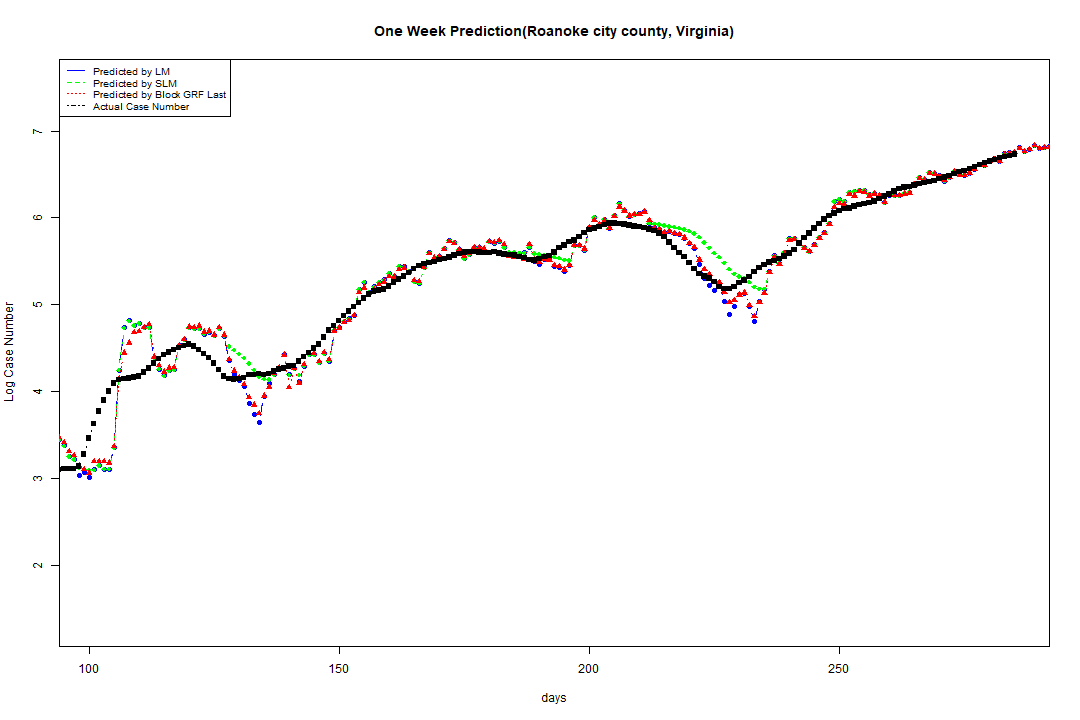 One Week Prediction(Roanoke city county, Virginia)
Predicted by LM
Predicted by SLM
Predicted by Block GRF Last
Actual Case Number
7
6
5
4
3
2
Log Case Number
100 150 200 250
days